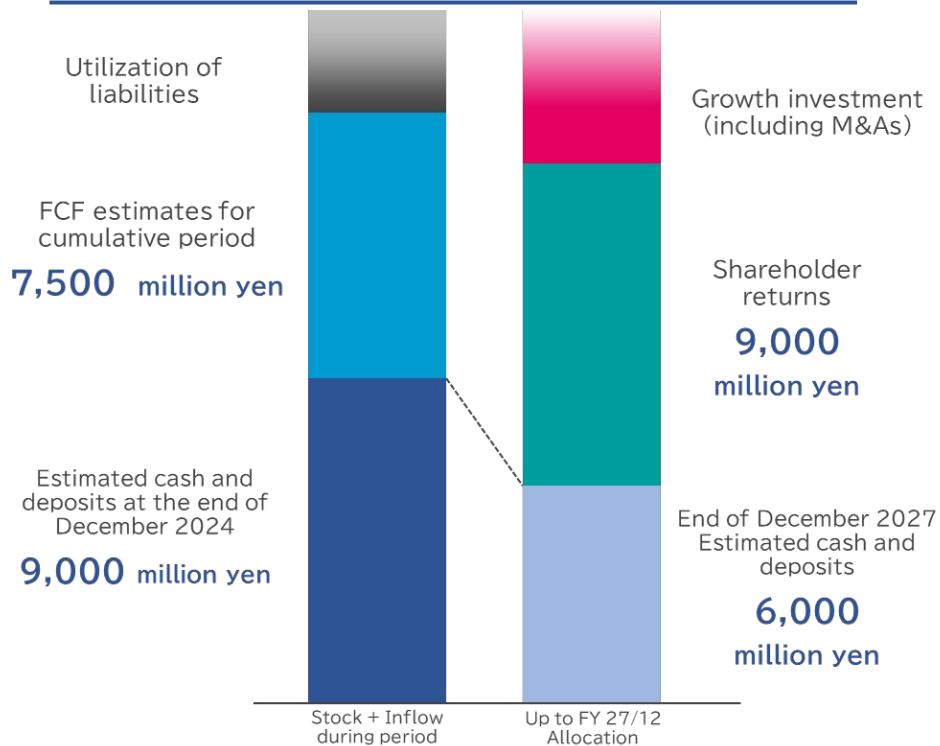 Utilization of
liabilities
FCF estimates for
cumulative period
7,500 million yen
Estimated cash and
deposits at the end of
December 2024
9,000 million yen
Growth investment
(including M&As)
Shareholder
returns
9,000
million yen
End of December 2027
Estimated cash and
deposits
6,000
million yen
Stock + Inflow
during period
Up to FY 27/12
Allocation